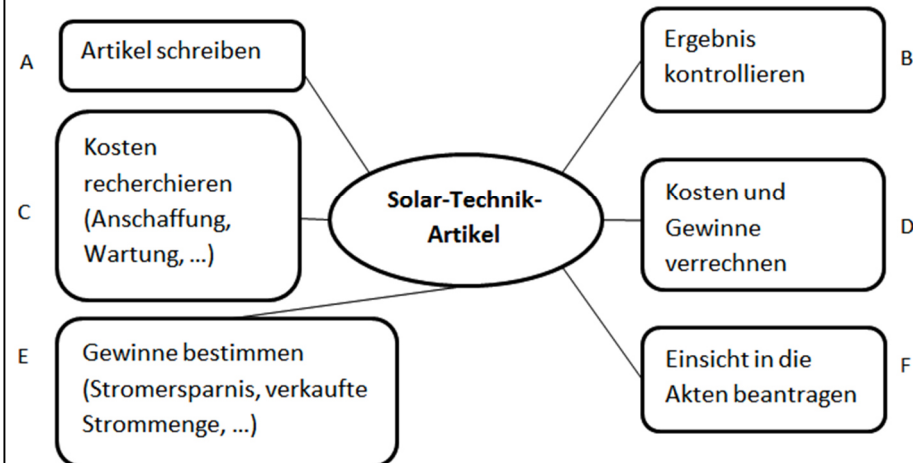 A
Artikel schreiben
B
Ergebnis
kontrollieren
C
Kosten
recherchieren
(Anschaffung,
Wartung, …)
Solar-Technik-
Artikel
D
Kosten und
Gewinne
verrechnen
E
Gewinne bestimmen
(Stromersparnis, verkaufte
Strommenge, …)
F
Einsicht in die
Akten beantragen